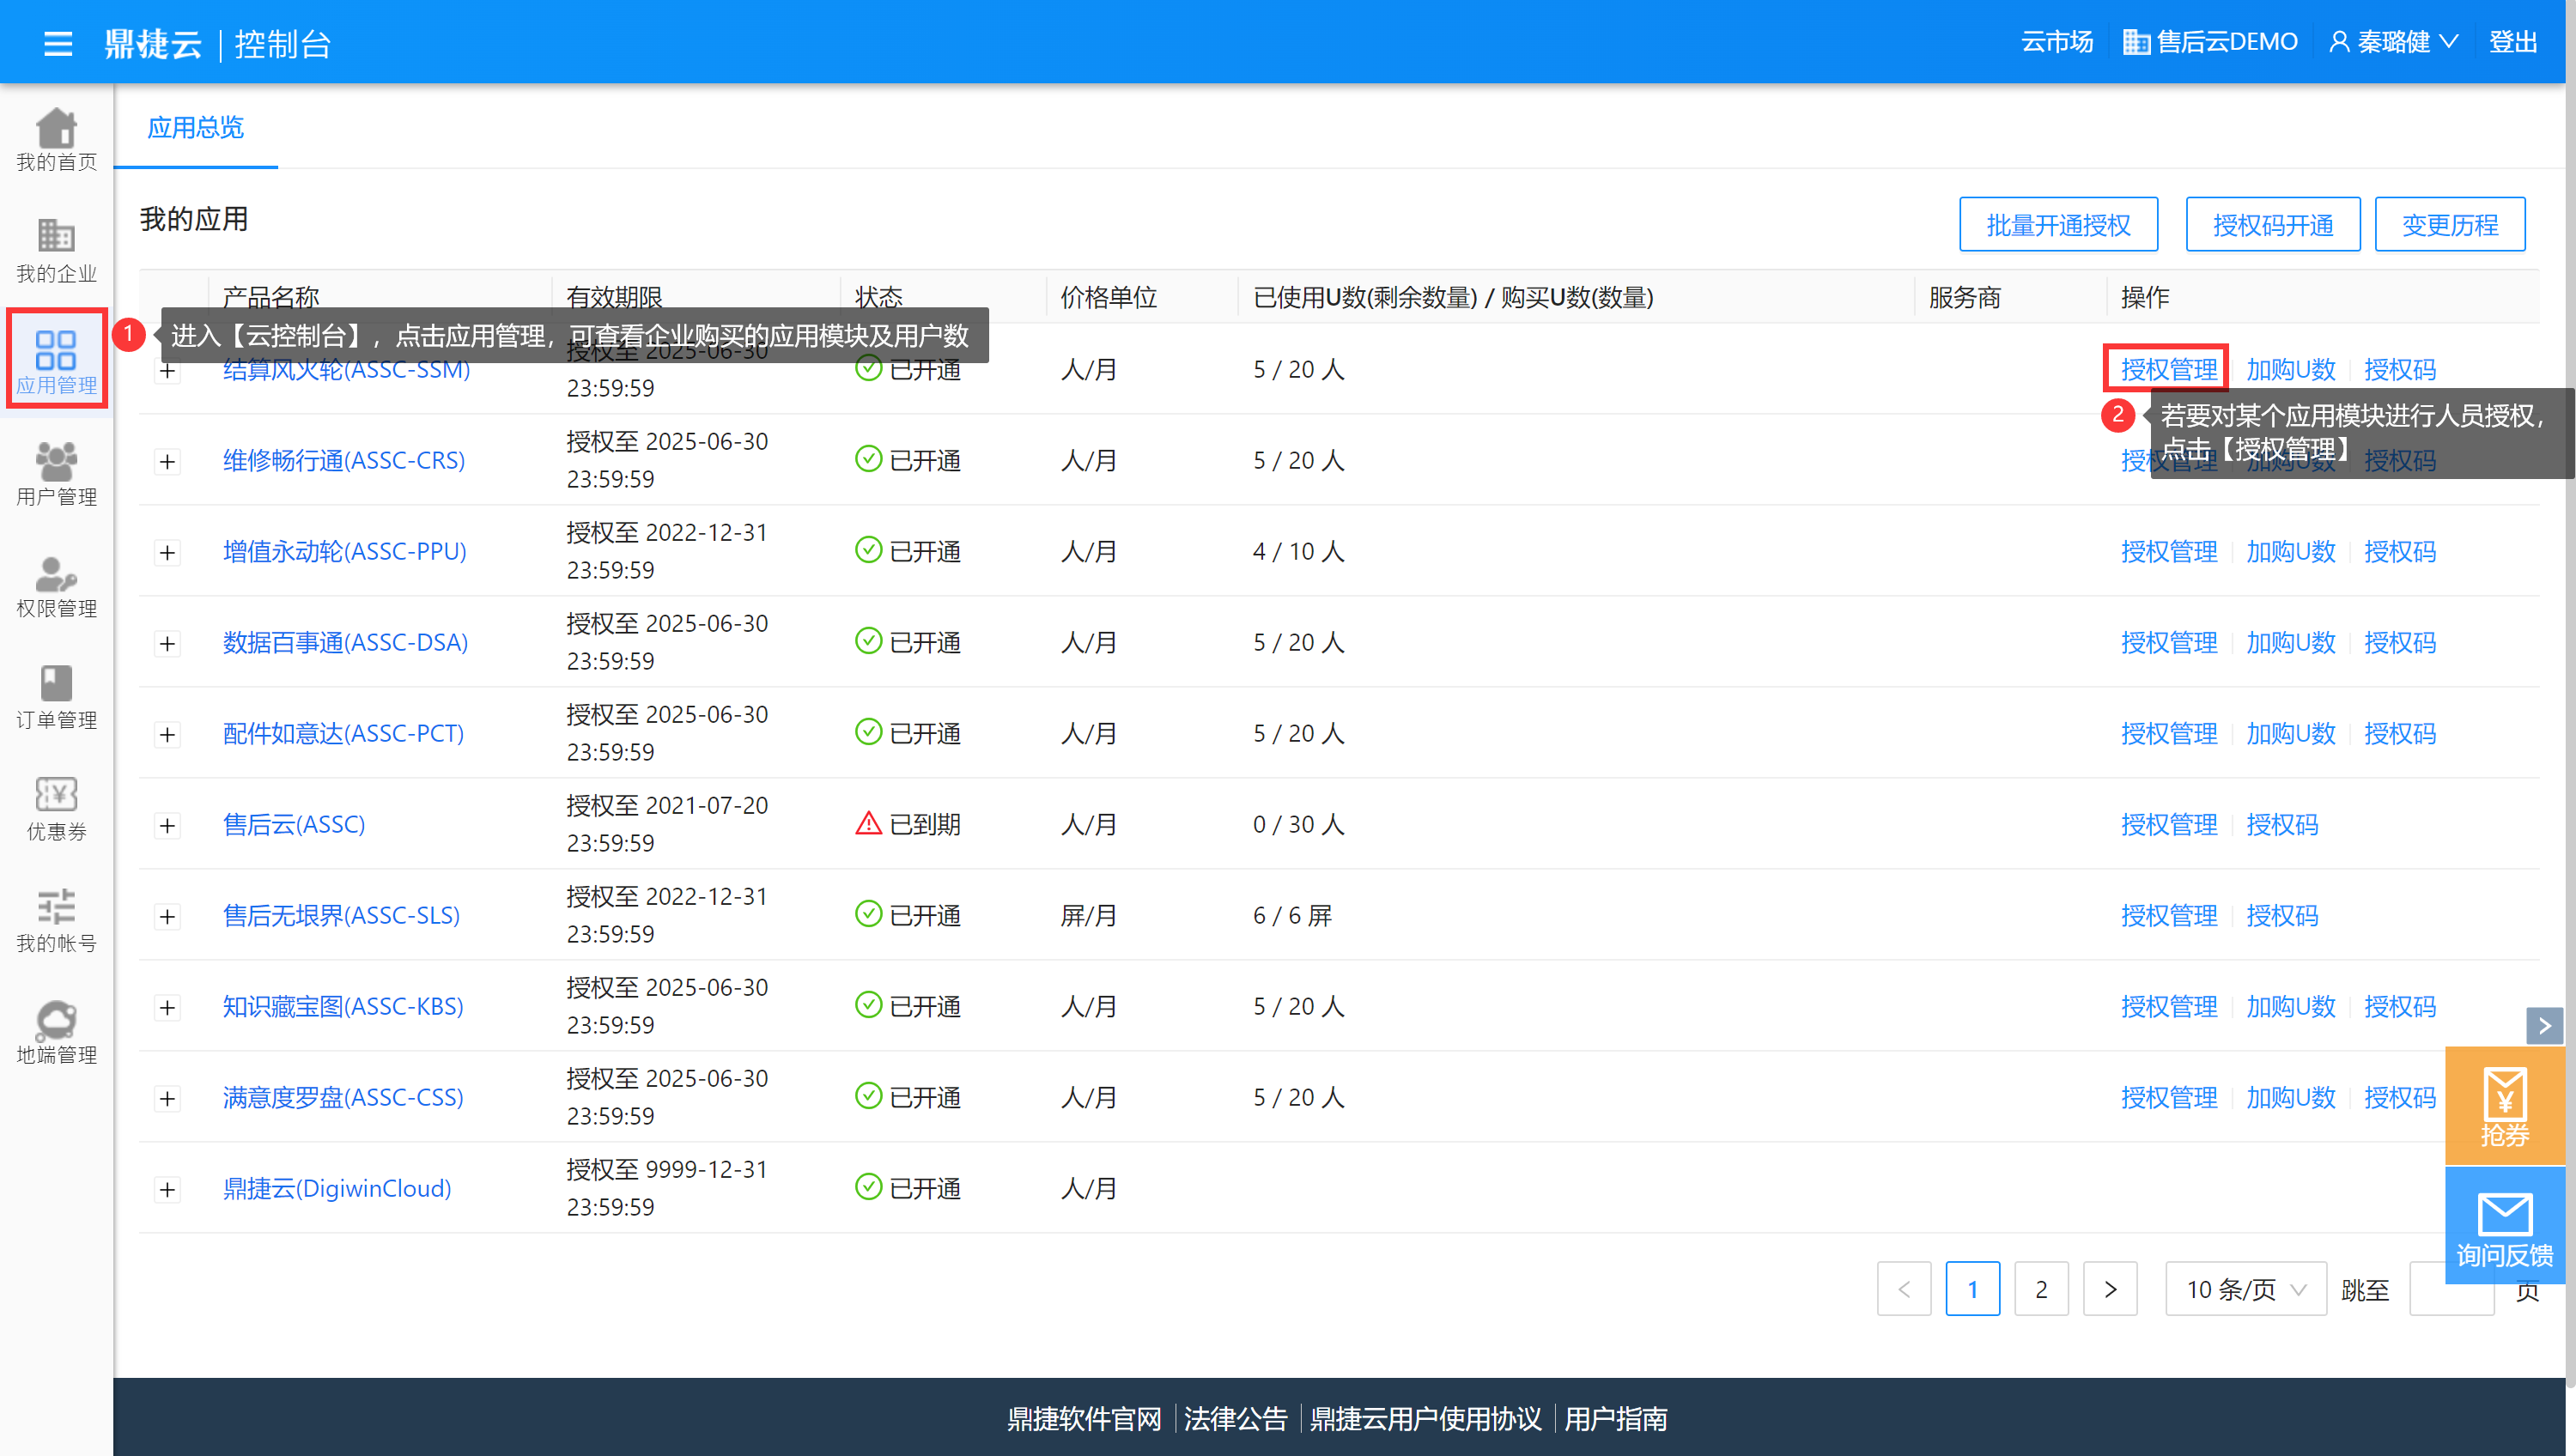 鼎捷云 | 控制台
云市场
售后云DEMO
秦璐健
登出
我的首页
我的企业
应用管理
用户管理
权限管理
订单管理
优惠券
我的帐号
地端管理
应用总览
我的应用
批量开通授权
授权码开通
变更历程
产品名称 有效期限 状态 价格单位 已使用U数(剩余数量) / 购买U数(数量) 服务商 操作
1 进入【云控制台】，点击应用管理，可查看企业购买的应用模块及用户数
结算风火轮(ASSC-SSM) 授权至 2025-06-30 已开通 人/月 5 / 20 人 授权管理 加购U数 授权码
23:59:59
2 若要对某个应用模块进行人员授权，
点击【授权管理】
维修畅行通(ASSC-CRS) 授权至 2025-06-30 已开通 人/月 5 / 20 人 授权管理 加购U数 授权码
23:59:59
增值永动轮(ASSC-PPU) 授权至 2022-12-31 已开通 人/月 4 / 10 人 授权管理 加购U数 授权码
23:59:59
数据百事通(ASSC-DSA) 授权至 2025-06-30 已开通 人/月 5 / 20 人 授权管理 加购U数 授权码
23:59:59
配件如意达(ASSC-PCT) 授权至 2025-06-30 已开通 人/月 5 / 20 人 授权管理 加购U数 授权码
23:59:59
售后云(ASSC) 授权至 2021-07-20 已到期 人/月 0 / 30 人 授权管理 授权码
23:59:59
售后无垠界(ASSC-SLS) 授权至 2022-12-31 已开通 屏/月 6 / 6 屏 授权管理 授权码
23:59:59
知识藏宝图(ASSC-KBS) 授权至 2025-06-30 已开通 人/月 5 / 20 人 授权管理 加购U数 授权码
23:59:59
满意度罗盘(ASSC-CSS) 授权至 2025-06-30 已开通 人/月 5 / 20 人 授权管理 加购U数 授权码
23:59:59
鼎捷云(DigiwinCloud) 授权至 9999-12-31 已开通 人/月
23:59:59
抢券
询问反馈
< 1 2 > 10 条/页 跳至 页
鼎捷软件官网 | 法律公告 | 鼎捷云用户使用协议 | 用户指南